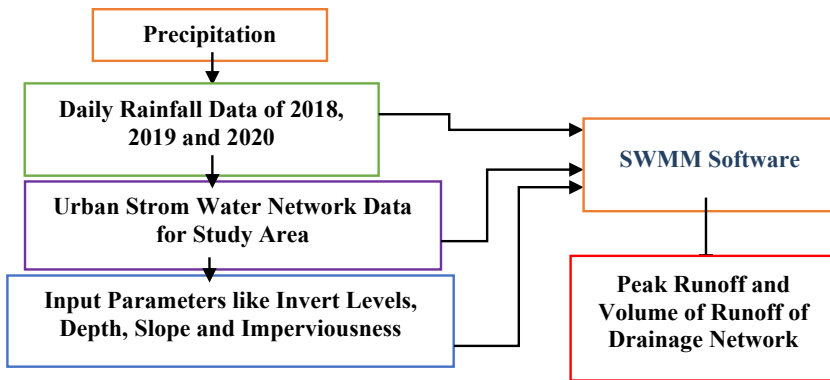 Precipitation
Daily Rainfall Data of 2018,
2019 and 2020
Urban Strom Water Network Data
for Study Area
Input Parameters like Invert Levels,
Depth, Slope and Imperviousness
SWMM Software
Peak Runoff and
Volume of Runoff of
Drainage Network